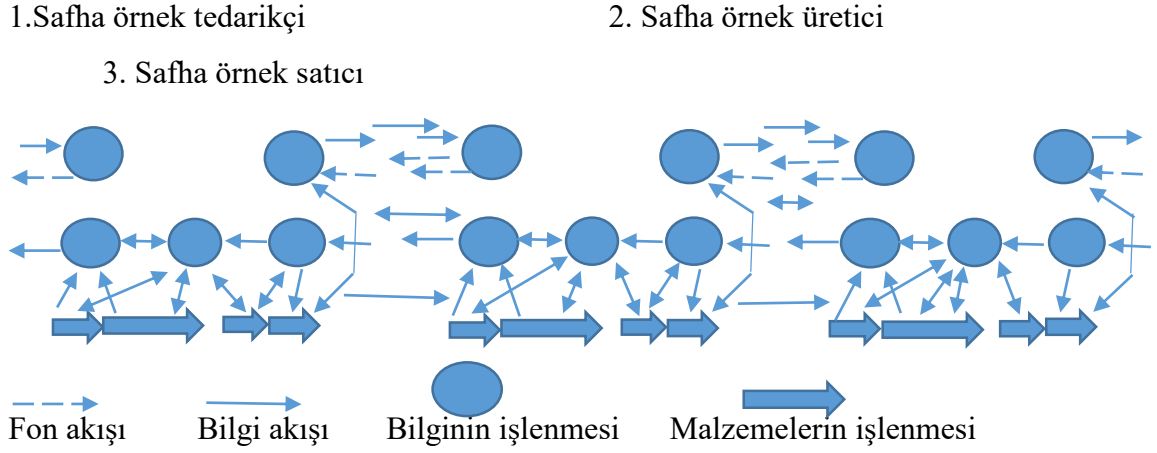 1.Safha örnek tedarikçi 2. Safha örnek üretici
3. Safha örnek satıcı
Fon akışı Bilgi akışı Bilginin işlenmesi Malzemelerin işlenmesi